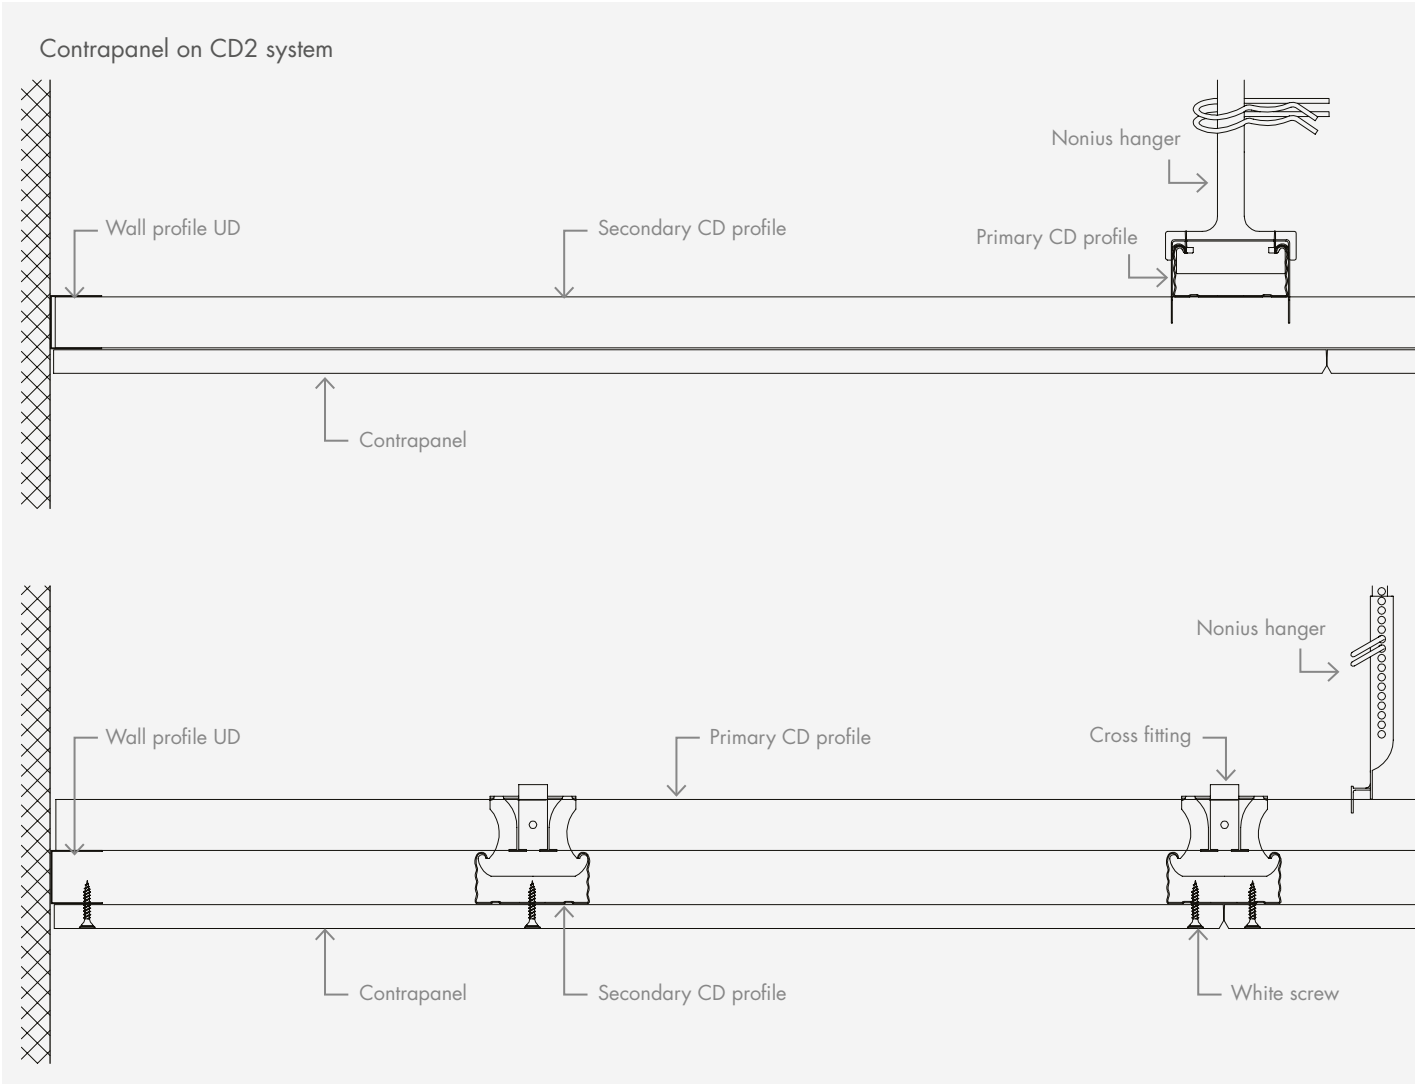 Contrapanel on CD2 system
Nonius hanger
Wall profile UD
Secondary CD profile
Primary CD profile
Contrapanel
Nonius hanger
Wall profile UD
Primary CD profile
Cross fitting
Contrapanel
Secondary CD profile
White screw